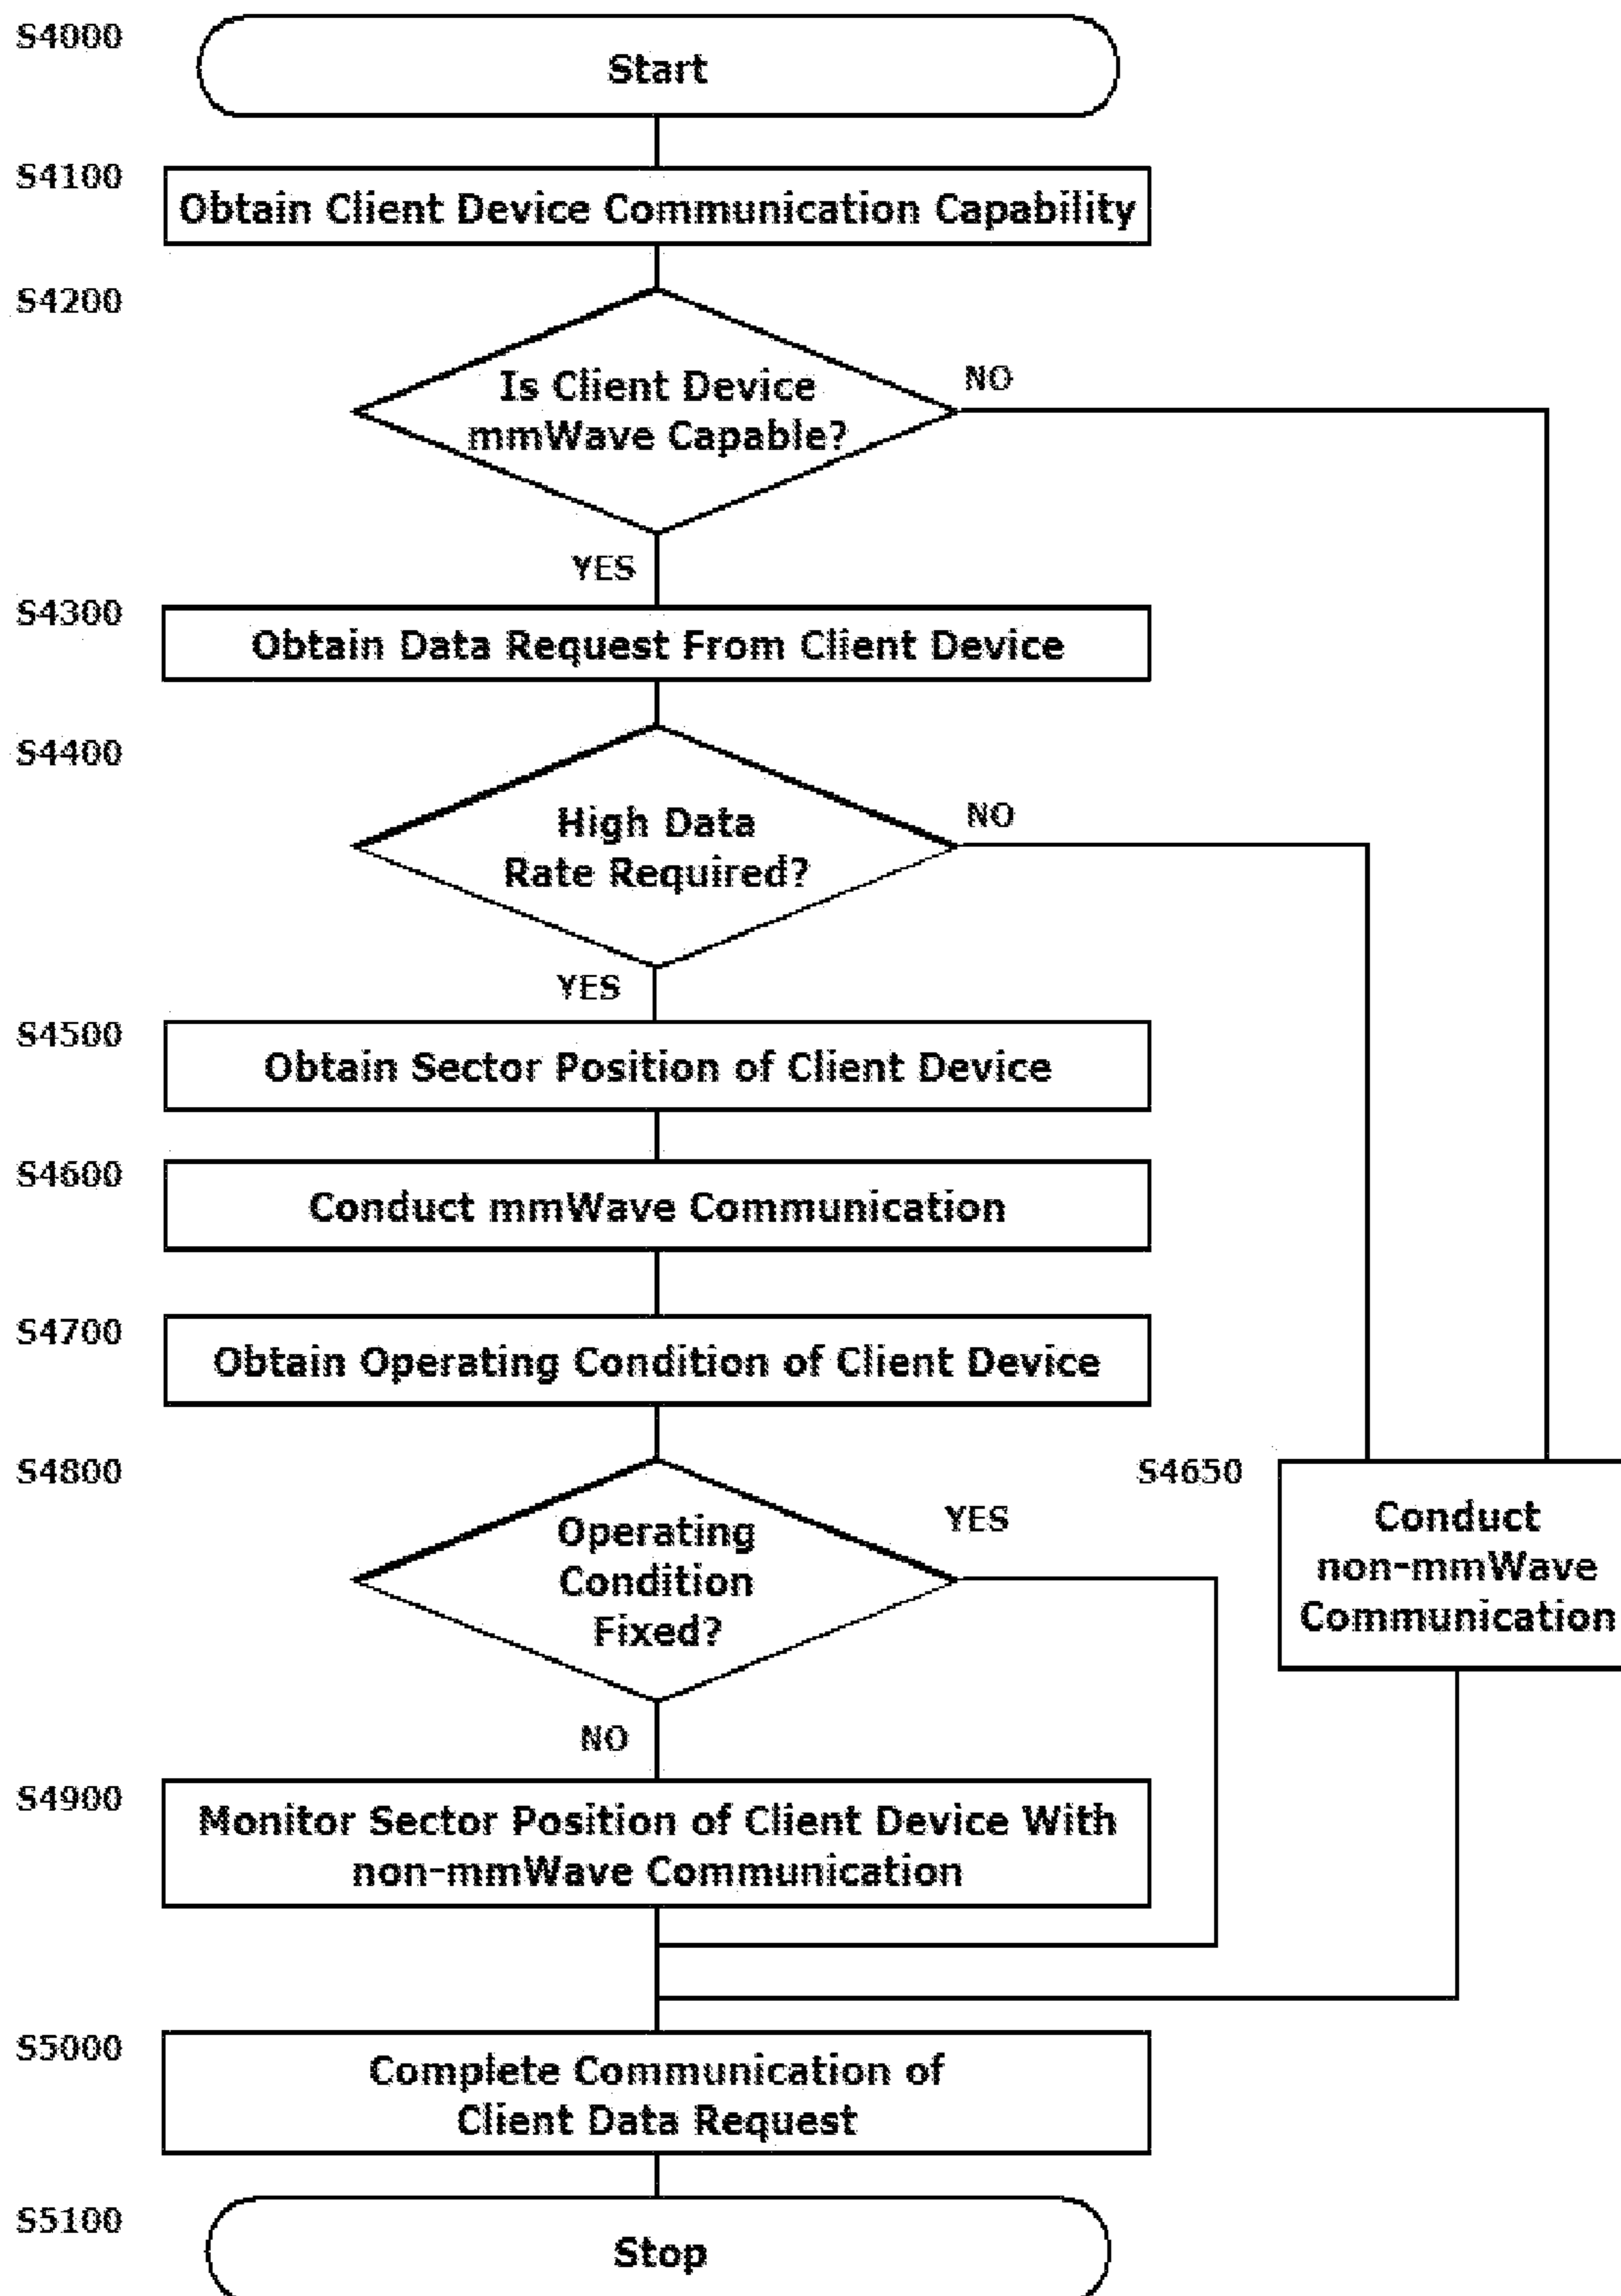 S4000
Start
S4100
Obtain Client Device Communication Capability
S4200
Is Client Device
mmWave Capable?
NO
YES
S4300
Obtain Data Request From Client Device
S4400
High Data
Rate Required?
NO
YES
S4500
Obtain Sector Position of Client Device
S4600
Conduct mmWave Communication
S4700
Obtain Operating Condition of Client Device
S4800
Operating
Condition
Fixed?
YES
NO
S4650
Conduct
non-mmWave
Communication
S4900
Monitor Sector Position of Client Device With
non-mmWave Communication
S5000
Complete Communication of
Client Data Request
S5100
Stop